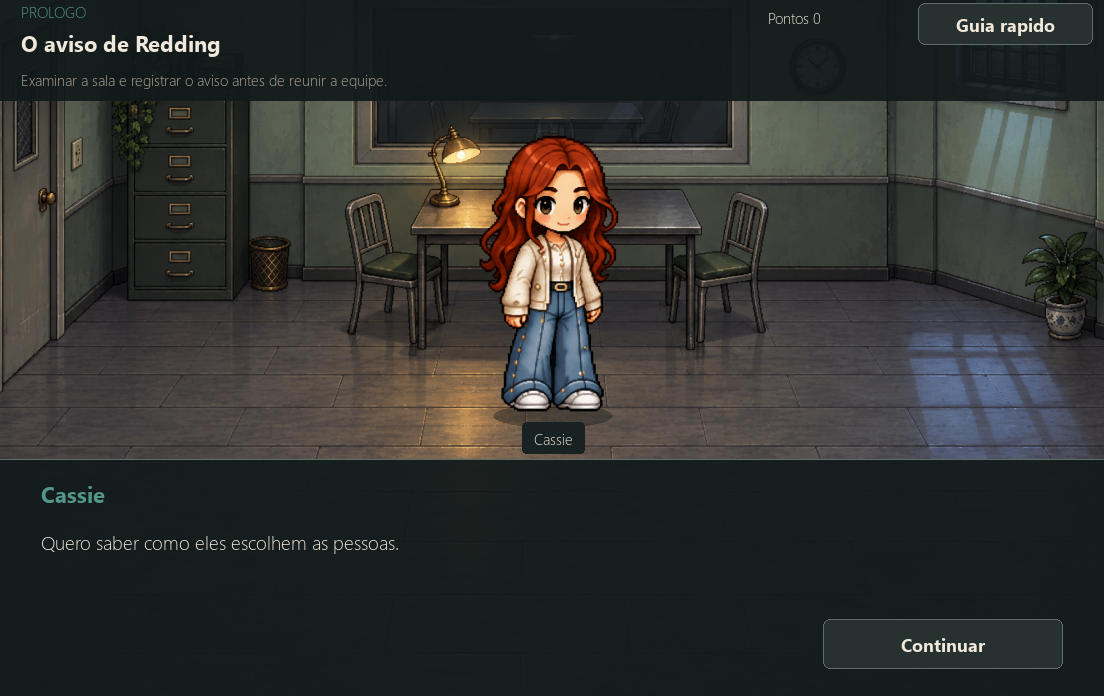 PROLOGO
O aviso de Redding
Examinar a sala e registrar o aviso antes de reunir a equipe.
Pontos 0
Guia rapido
Cassie
Cassie
Quero saber como eles escolhem as pessoas.
Continuar